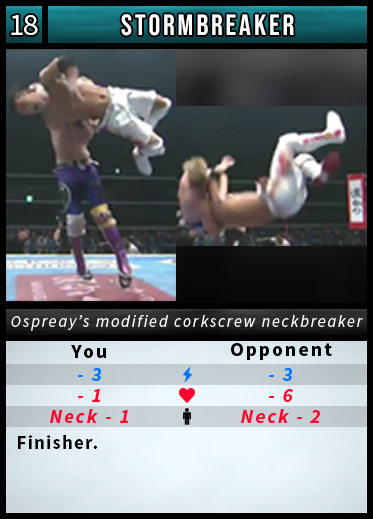 18 STORMBREAKER
Ospreay's modified corkscrew neckbreaker
You Opponent
- 3 - 3
- 1 - 6
Neck - 1 Neck - 2
Finisher.